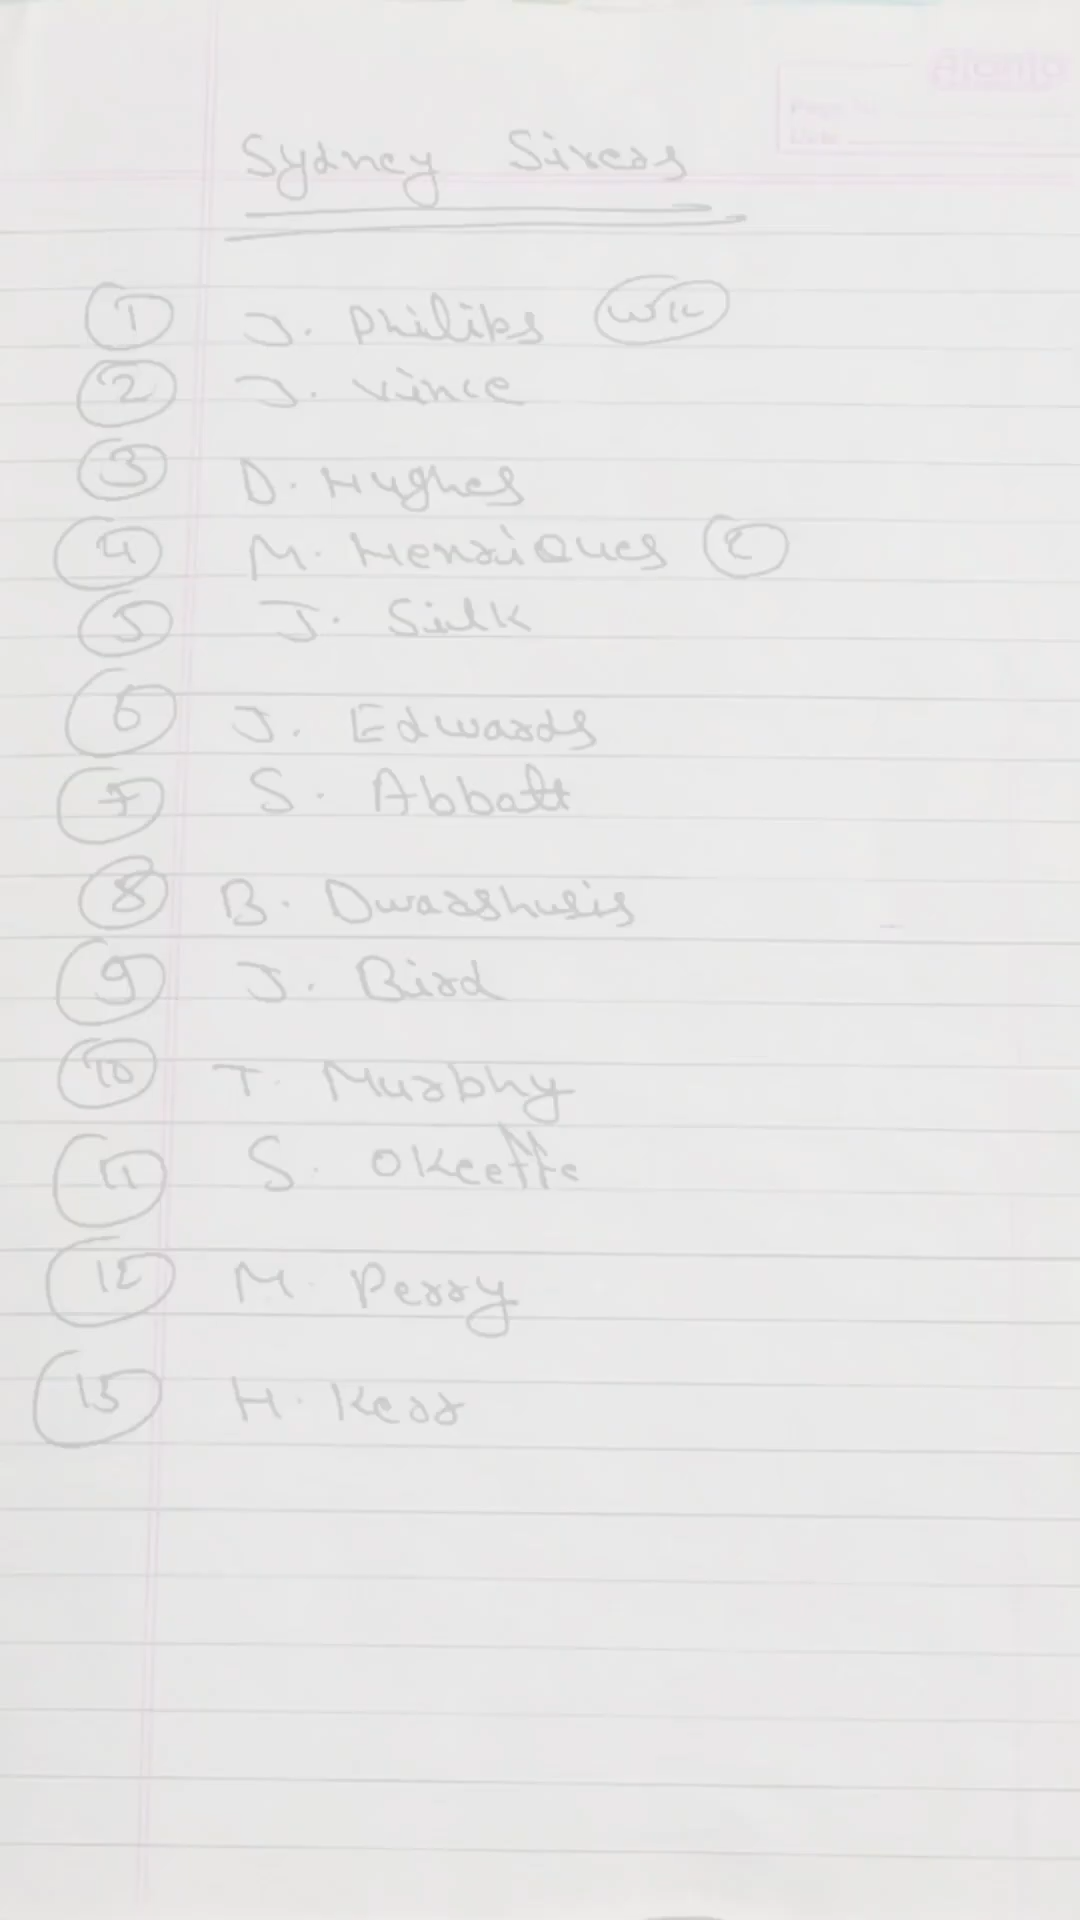 Sydney Sixers
1 J. Philips WK
2 J. Vince
3 D. Hughes
4 M. Henriques C
5 J. Silk
6 J. Edwards
7 S. Abbott
8 B. Dwarshuis
9 J. Bird
10 T. Murphy
11 S. Okeeffe
12 M. Perry
13 H. Kerr